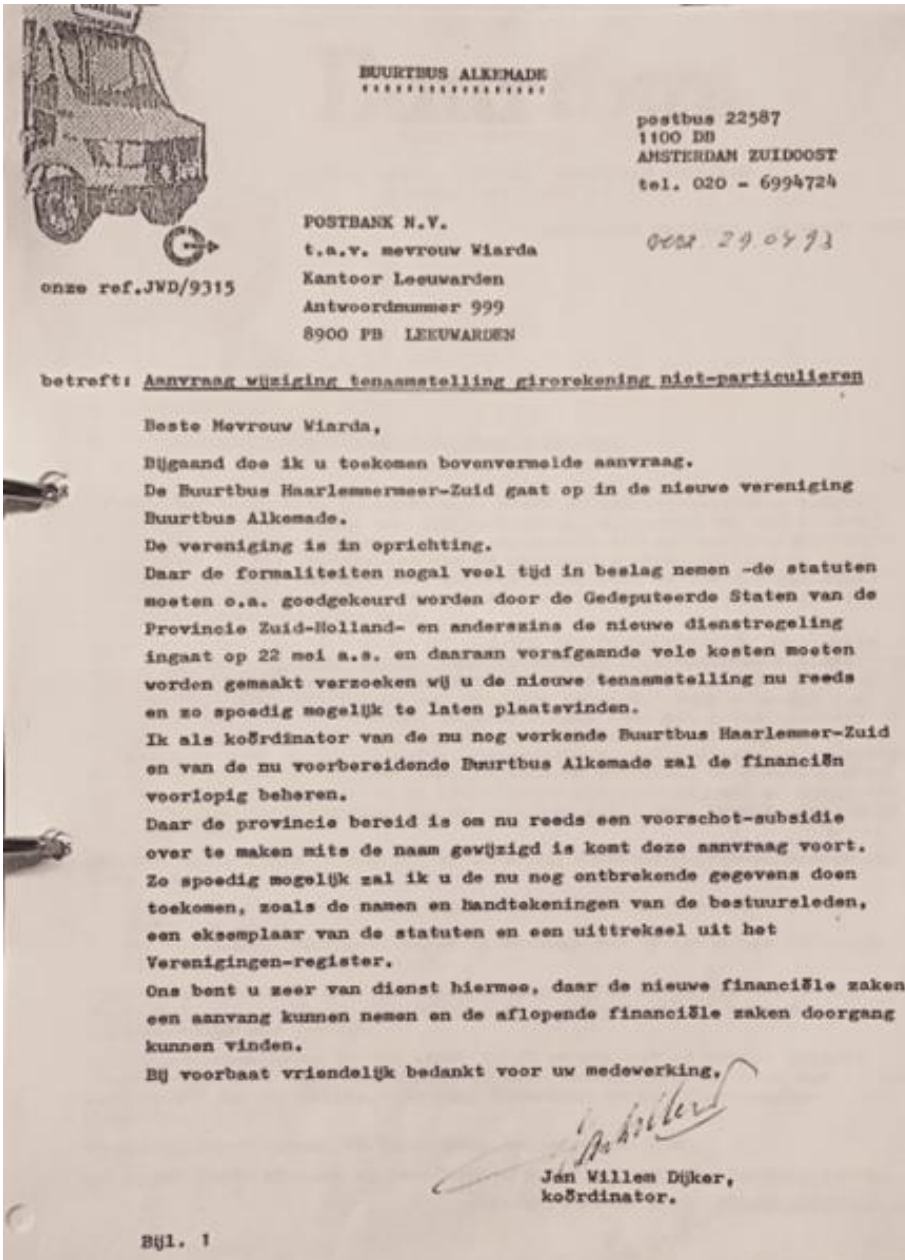 BUURTBUS ALKEMADE
postbus 22587
1100 DB
AMSTERDAM ZUIDOOST
tel. 020 - 6994724
29 04 93
onze ref.JWD/9315
POSTBANK N.V.
t.a.v. mevrouw Wiarda
Kantoor Leeuwarden
Antwoordnummer 999
8900 PB LEEUWARDEN
betreft: Aanvraag wijziging tenaamstelling girorekening niet-particulieren
Beste Mevrouw Wiarda,
Bijgaand doe ik u toekomen bovenvermelde aanvraag.
De Buurtbus Haarlemmermeer-Zuid gaat op in de nieuwe vereniging
Buurtbus Alkemade.
De vereniging is in oprichting.
Daar de formaliteiten nogal veel tijd in beslag nemen -de statuten
moeten o.a. goedgekeurd worden door de Gedeputeerde Staten van de
Provincie Zuid-Holland- en anderszins de nieuwe dienstregeling
ingaat op 22 mei a.s. en daaraan vorafgaande vele kosten moeten
worden gemaakt verzoeken wij u de nieuwe tenaamstelling nu reeds
en zo spoedig mogelijk te laten plaatsvinden.
Ik als koördinator van de nu nog werkende Buurtbus Haarlemmer-Zuid
en van de nu voorbereidende Buurtbus Alkemade zal de financiën
voorlopig beheren.
Daar de provincie bereid is om nu reeds een voorschot-subsidie
over te maken mits de naam gewijzigd is komt deze aanvraag voort.
Zo spoedig mogelijk zal ik u de nu nog ontbrekende gegevens doen
toekomen, zoals de namen en handtekeningen van de bestuursleden,
een eksemplaar van de statuten en een uittreksel uit het
Verenigingen-register.
Ons bent u zeer van dienst hiermee, daar de nieuwe financiële zaken
een aanvang kunnen nemen en de aflopende financiële zaken doorgang
kunnen vinden.
Bij voorbaat vriendelijk bedankt voor uw medewerking,
Jan Willem Dijker,
koördinator.
Bijl. 1